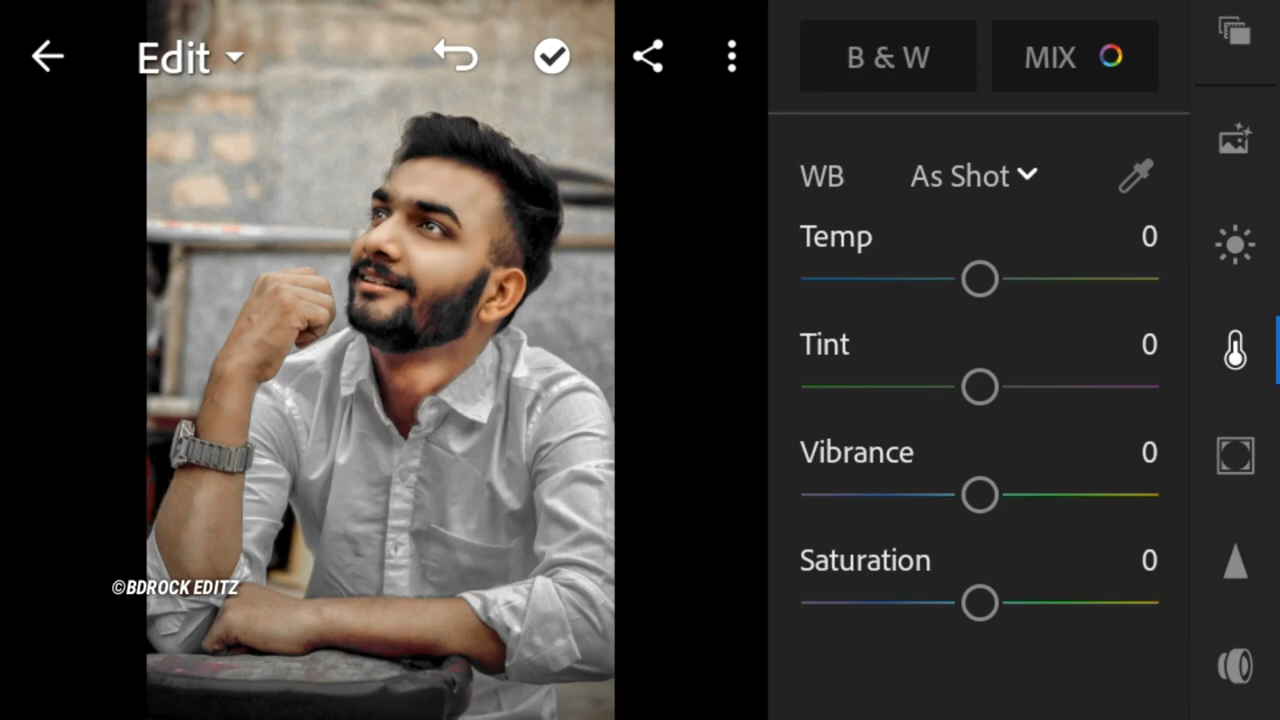 Edit
B & W
MIX
WB
As Shot
Temp
0
Tint
0
Vibrance
0
Saturation
0
©BDROCK EDITZ